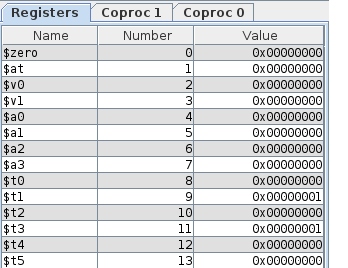 Registers Coproc 1 Coproc 0
Name Number Value
$zero 0 0x00000000
$at 1 0x00000000
$v0 2 0x00000000
$v1 3 0x00000000
$a0 4 0x00000000
$a1 5 0x00000000
$a2 6 0x00000000
$a3 7 0x00000000
$t0 8 0x00000000
$t1 9 0x00000001
$t2 10 0x00000000
$t3 11 0x00000001
$t4 12 0x00000000
$t5 13 0x00000000